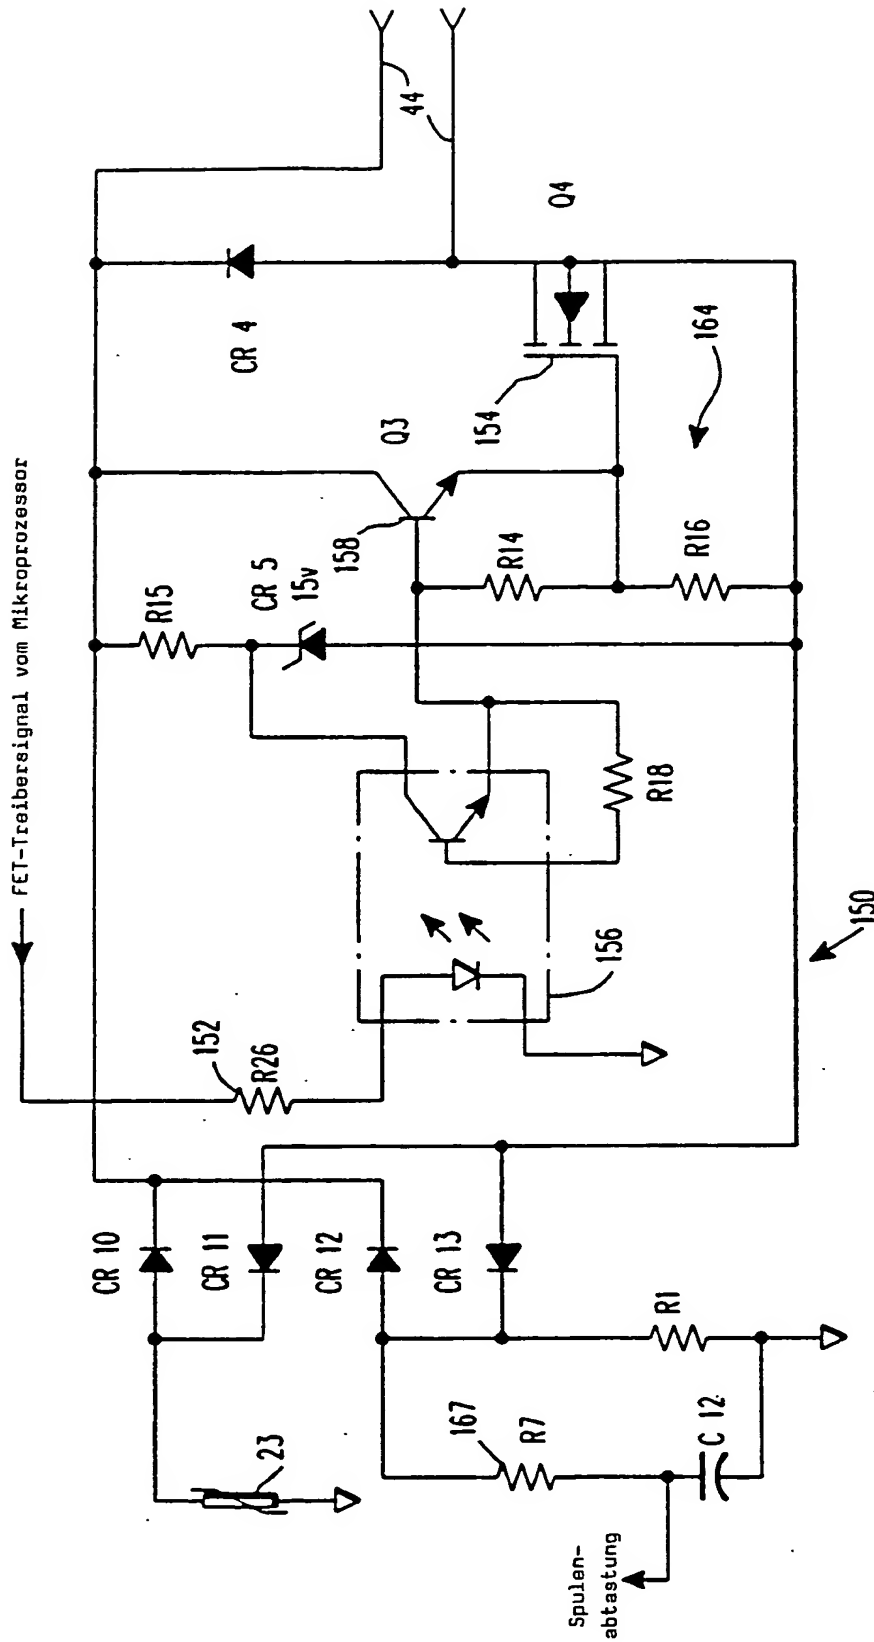 FET-Treibersignal vom Mikroprozessor
44
CR 4
Q4
154
164
Q3
158
R14
R16
CR 5
15v
R15
R18
156
150
152
R26
CR 10
CR 11
CR 12
CR 13
R1
167
R7
C 12
23
Spulen-
abtastung